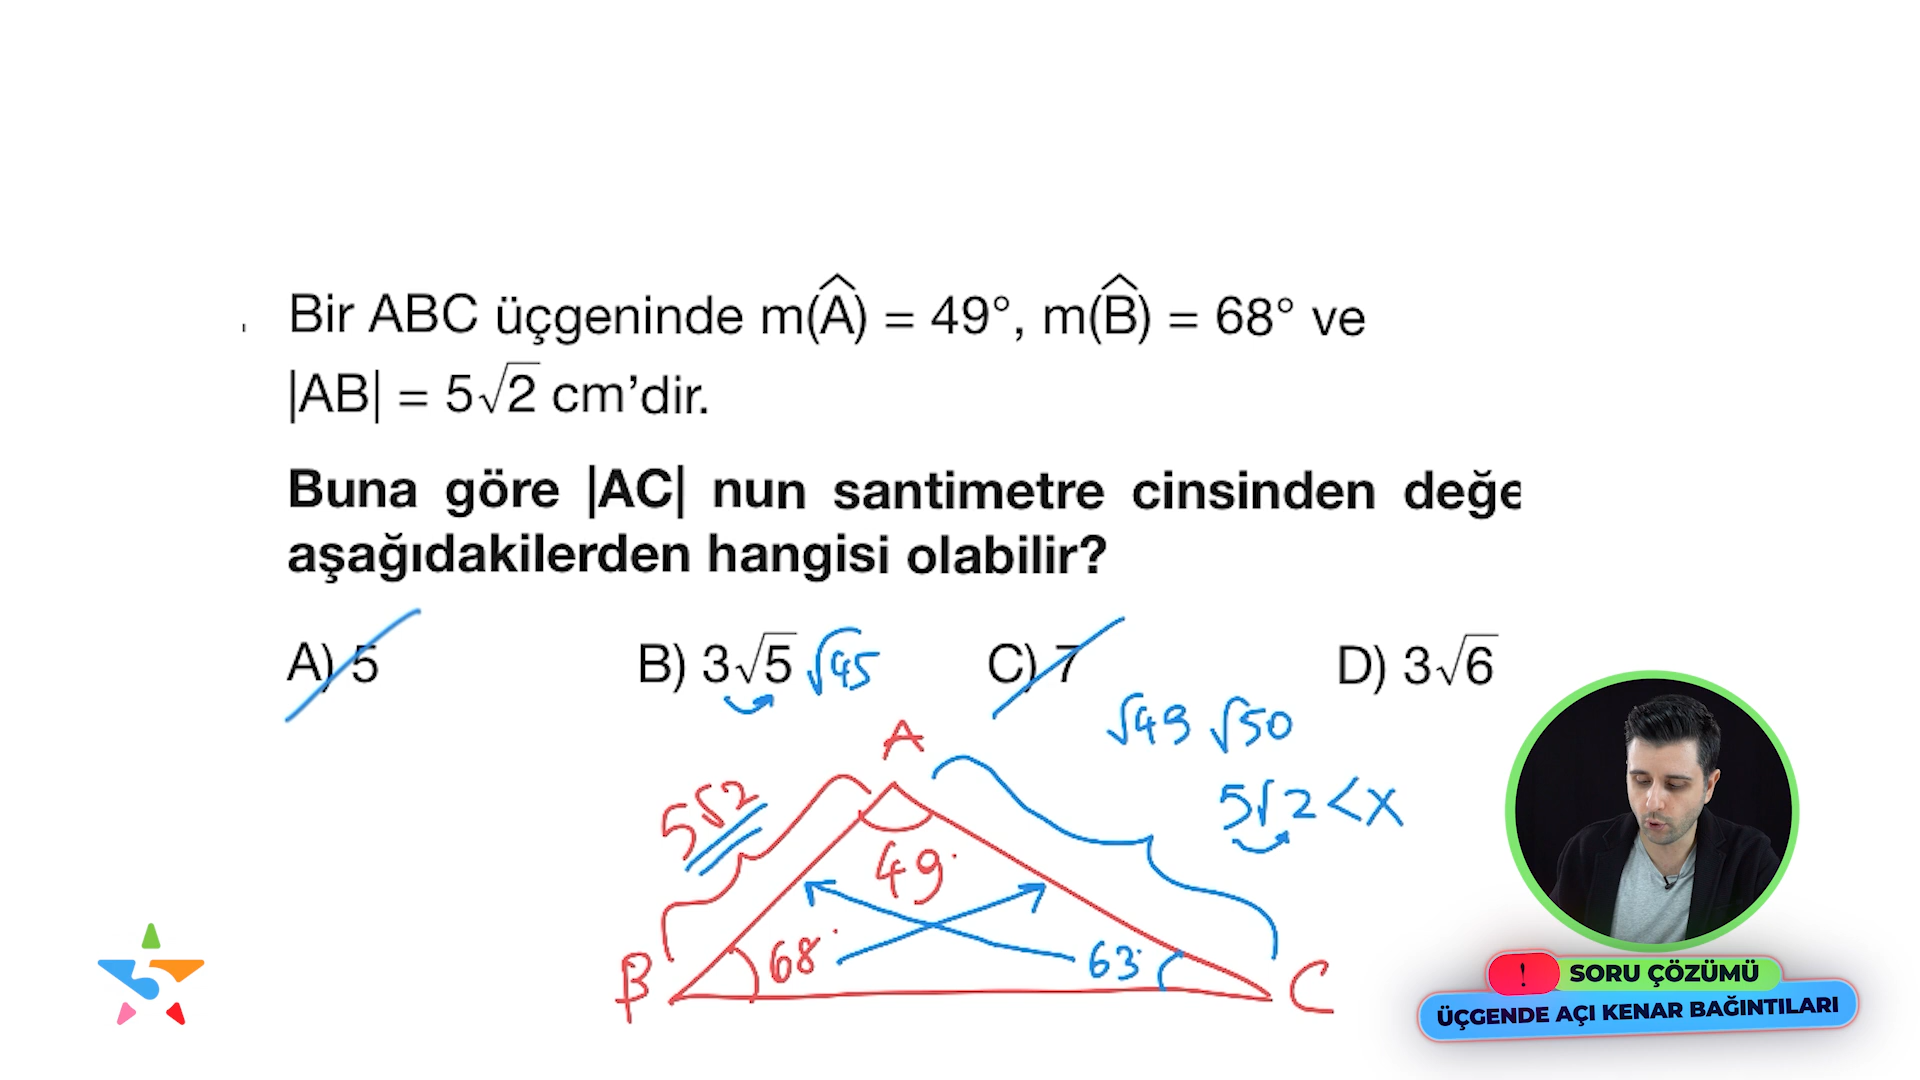 Bir ABC üçgeninde m(Â) = 49°, m(B̂) = 68° ve
|AB| = 5√2 cm’dir.
Buna göre |AC| nun santimetre cinsinden değe
aşağıdakilerden hangisi olabilir?
A) 5 B) 3√5 √45 C) 7 D) 3√6
√49 √50
A
5√2
5√2 < x
49°
68° 63°
B C
5
! SORU ÇÖZÜMÜ
ÜÇGENDE AÇI KENAR BAĞINTILARI